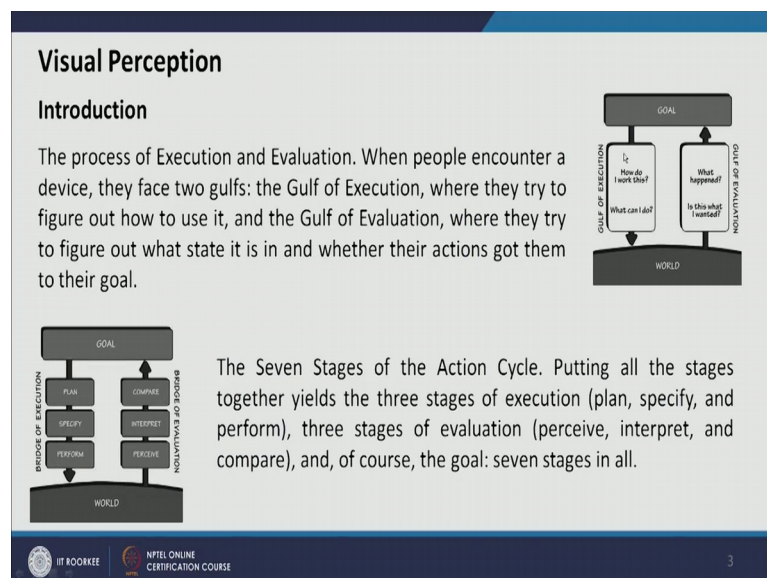 Visual Perception
Introduction
The process of Execution and Evaluation. When people encounter a
device, they face two gulfs: the Gulf of Execution, where they try to
figure out how to use it, and the Gulf of Evaluation, where they try
to figure out what state it is in and whether their actions got them
to their goal.
GOAL
GULF OF EXECUTION
How do
I work this?
What can I do?
What
happened?
Is this what
I wanted?
GULF OF EVALUATION
WORLD
GOAL
BRIDGE OF EXECUTION
PLAN
SPECIFY
PERFORM
COMPARE
INTERPRET
PERCEIVE
BRIDGE OF EVALUATION
WORLD
The Seven Stages of the Action Cycle. Putting all the stages
together yields the three stages of execution (plan, specify, and
perform), three stages of evaluation (perceive, interpret, and
compare), and, of course, the goal: seven stages in all.
IIT ROORKEE
NPTEL ONLINE
CERTIFICATION COURSE
3